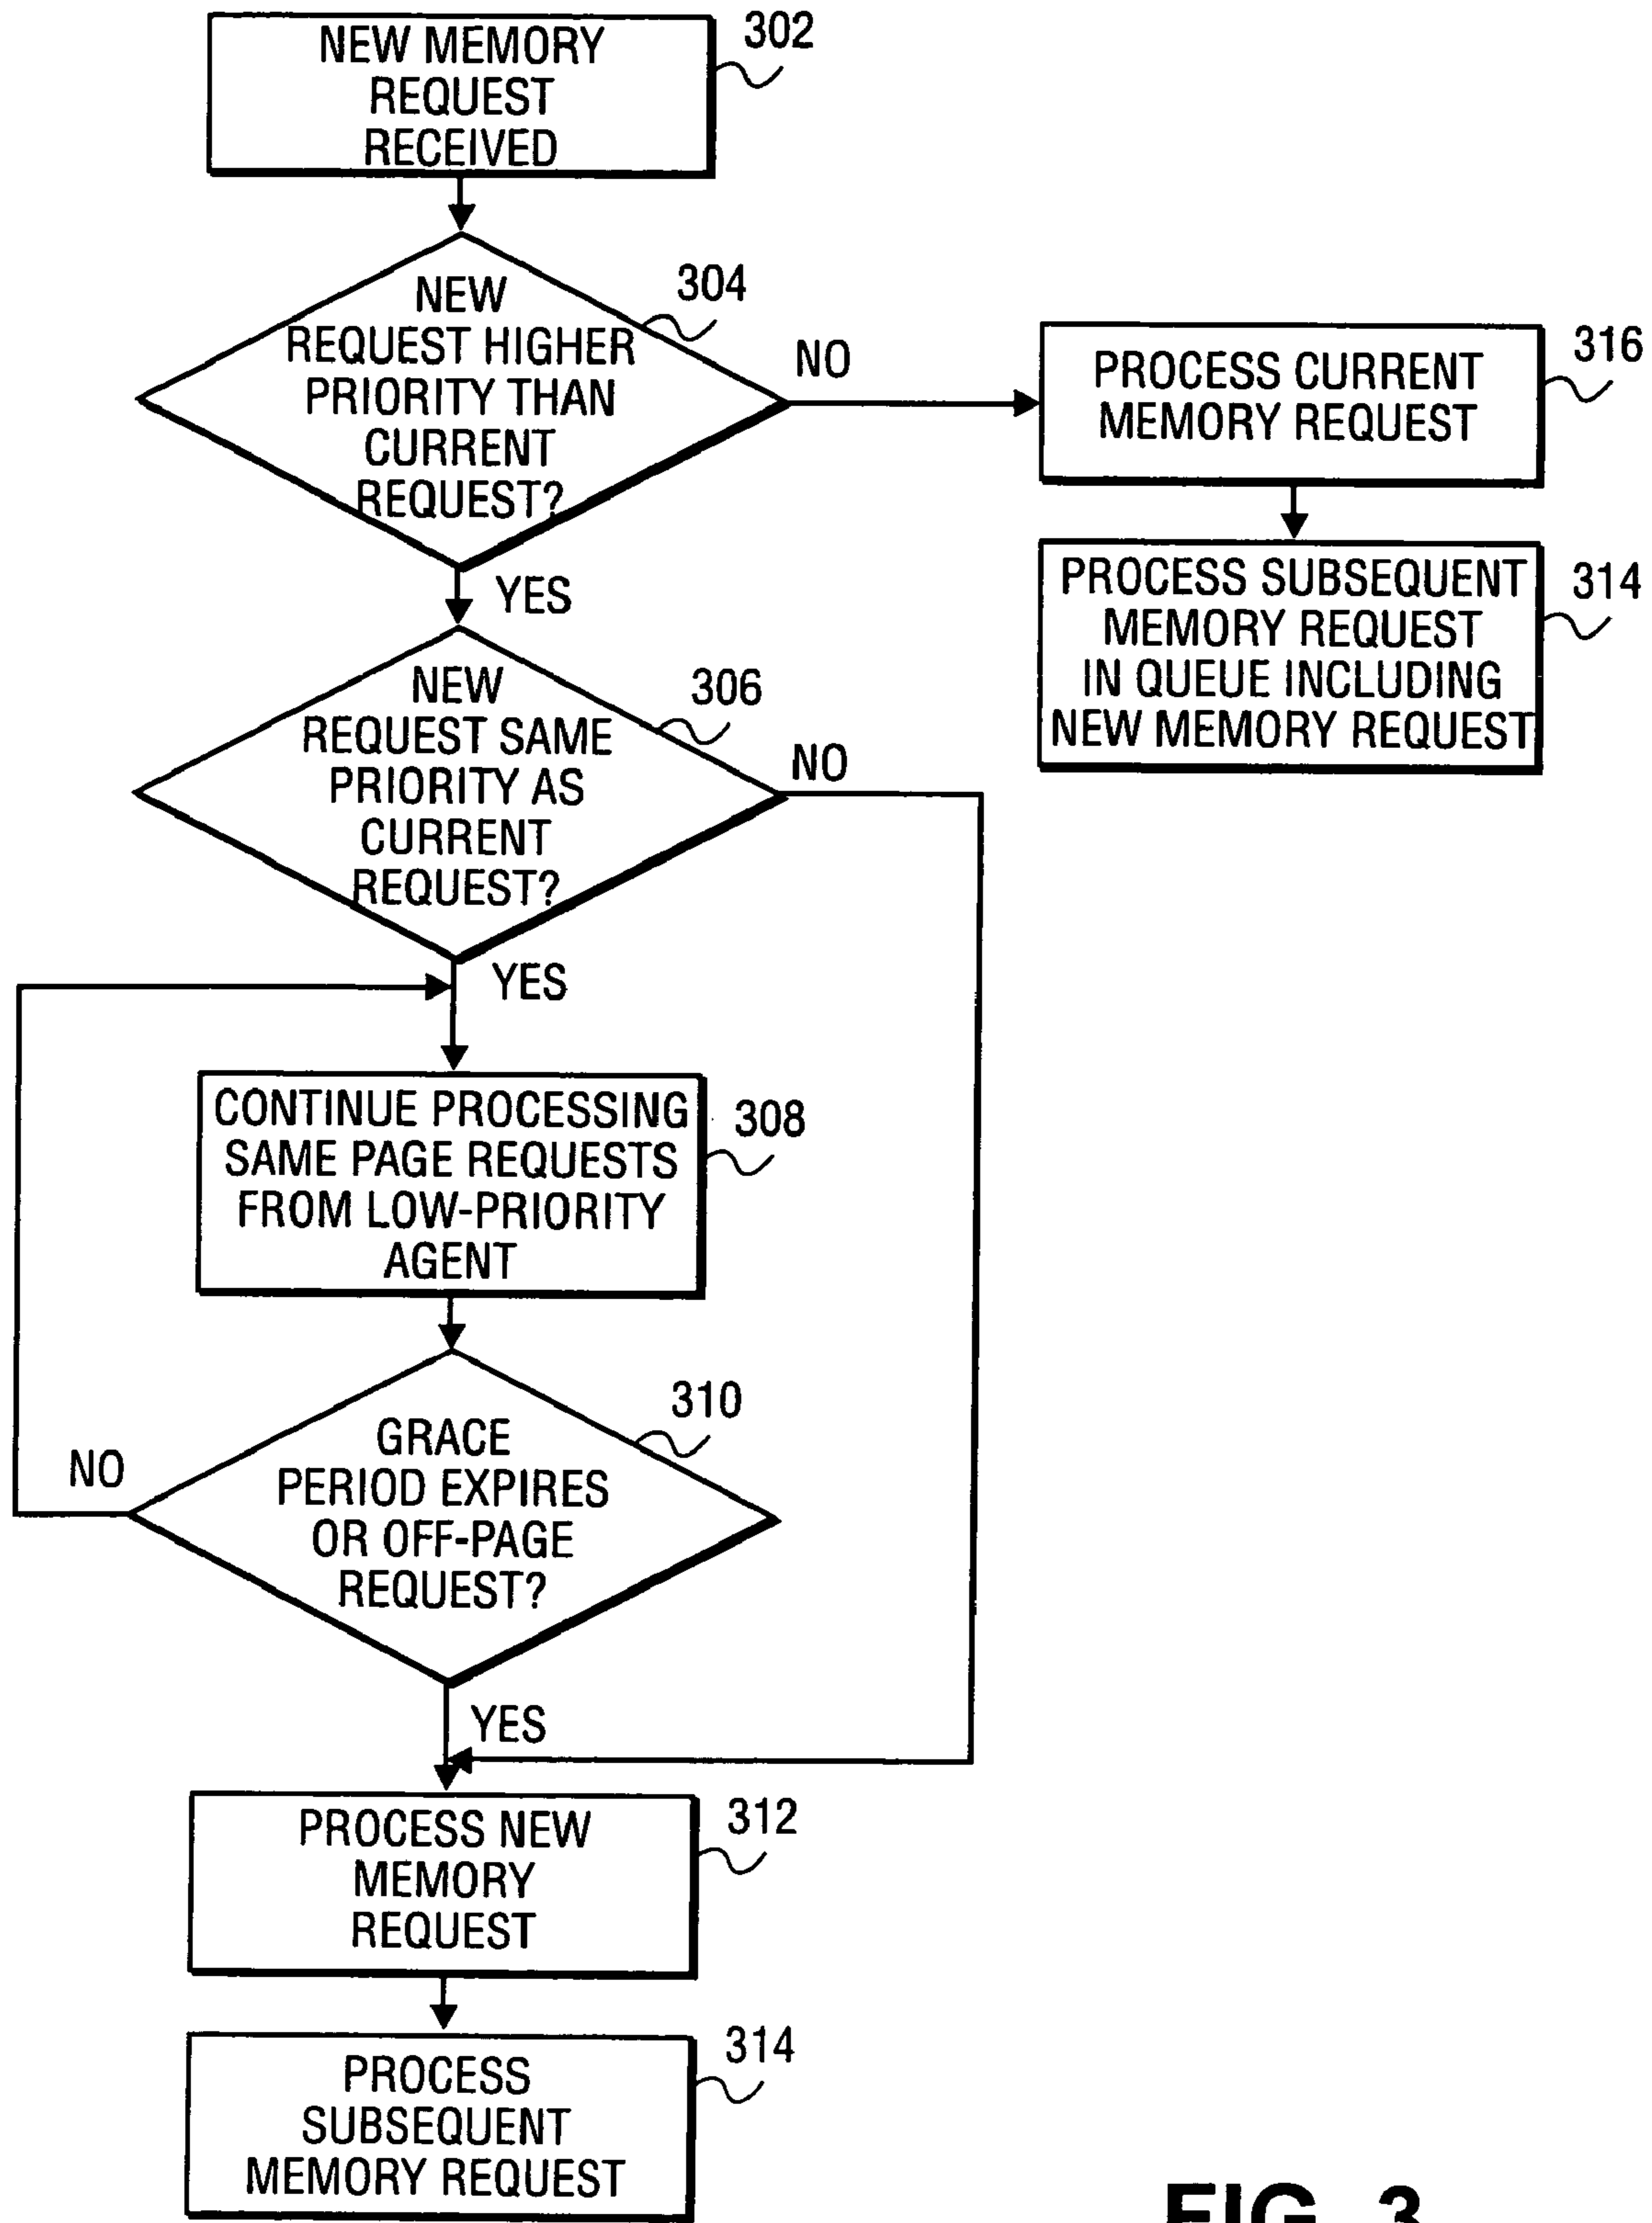 NEW MEMORY
REQUEST
RECEIVED
302
NEW
REQUEST HIGHER
PRIORITY THAN
CURRENT
REQUEST?
304
NO
YES
PROCESS CURRENT
MEMORY REQUEST
316
PROCESS SUBSEQUENT
MEMORY REQUEST
IN QUEUE INCLUDING
NEW MEMORY REQUEST
314
NEW
REQUEST SAME
PRIORITY AS
CURRENT
REQUEST?
306
NO
YES
CONTINUE PROCESSING
SAME PAGE REQUESTS
FROM LOW-PRIORITY
AGENT
308
GRACE
PERIOD EXPIRES
OR OFF-PAGE
REQUEST?
310
NO
YES
PROCESS NEW
MEMORY
REQUEST
312
PROCESS
SUBSEQUENT
MEMORY REQUEST
314
FIG. 3